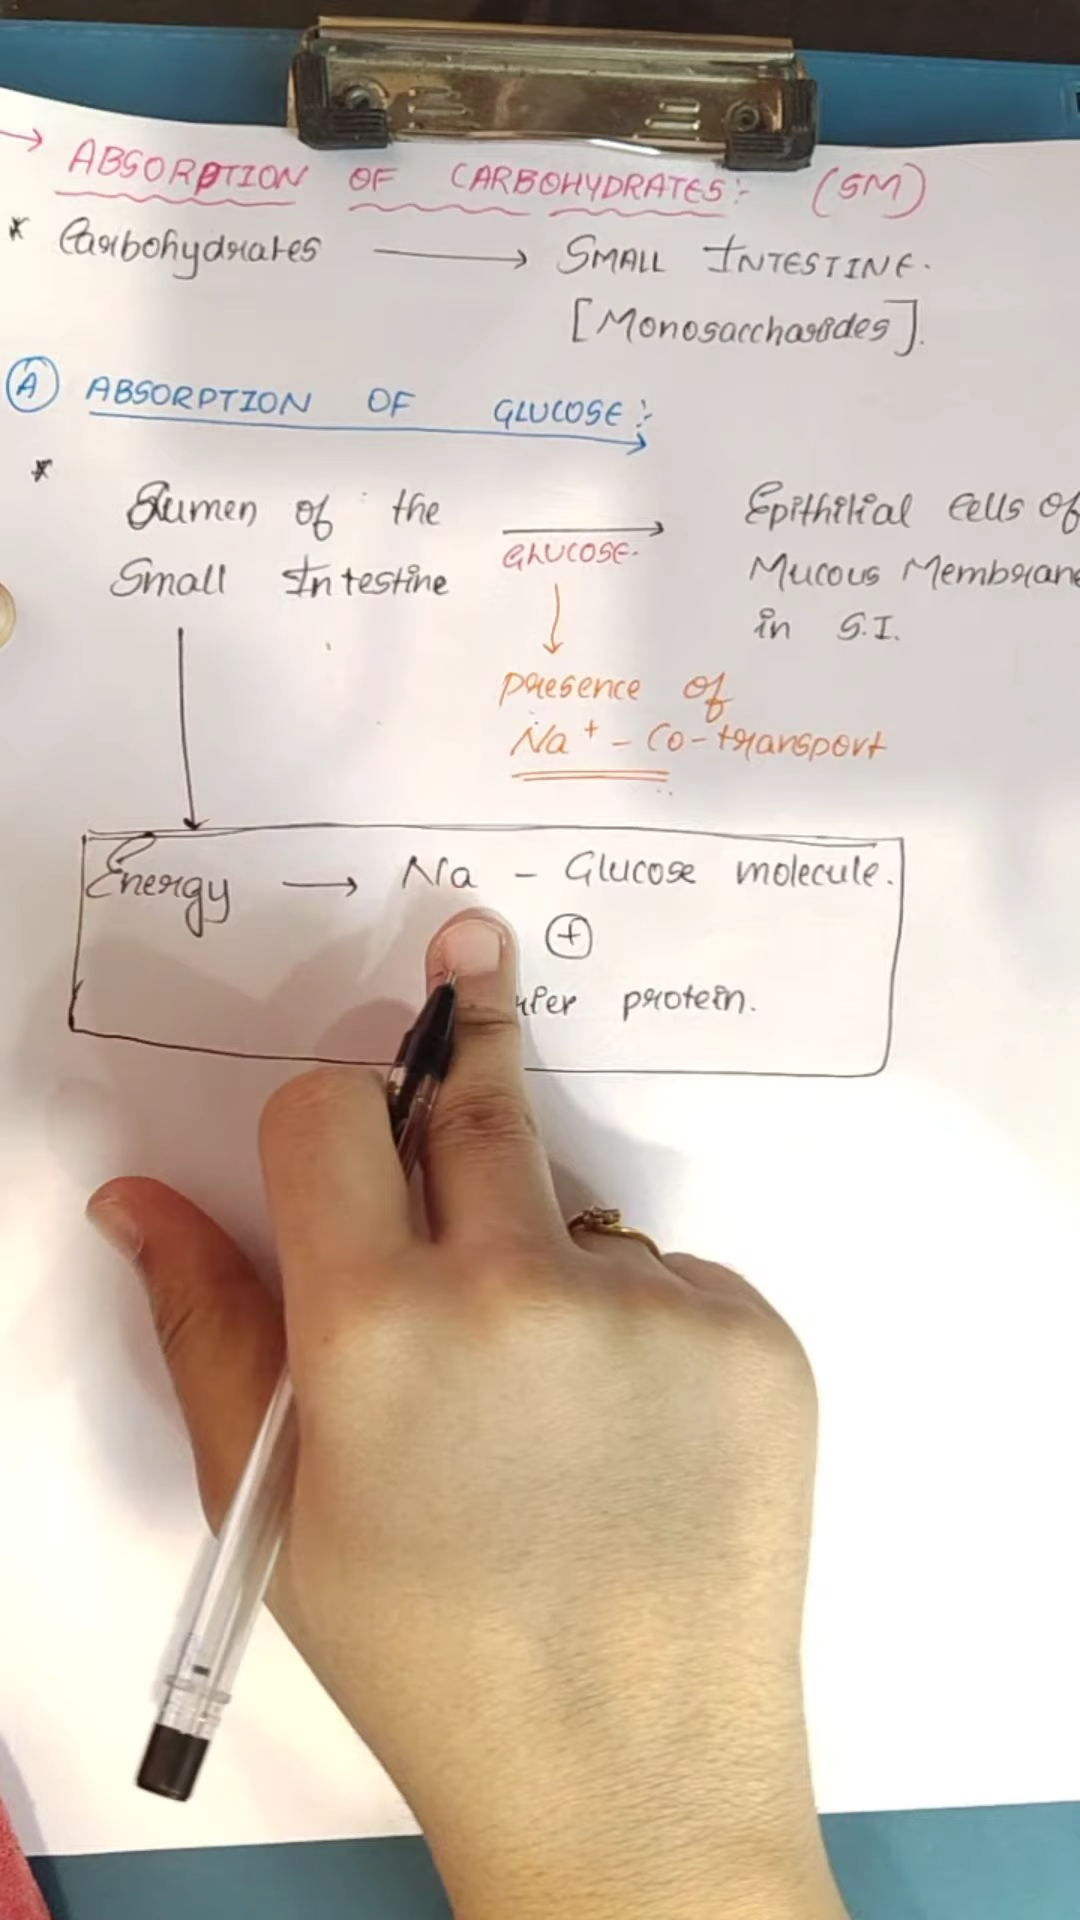 → ABSORPTION OF CARBOHYDRATES:- (5M)
* Carbohydrates → SMALL INTESTINE.
[Monosaccharides].
(A) ABSORPTION OF GLUCOSE:-
* Lumen of the Small Intestine
GLUCOSE. →
Epithilial Cells of Mucous Membrane in S.I.
↓
presence of
Na+ - Co-transport
Energy → Na - Glucose molecule.
(+)
protein.